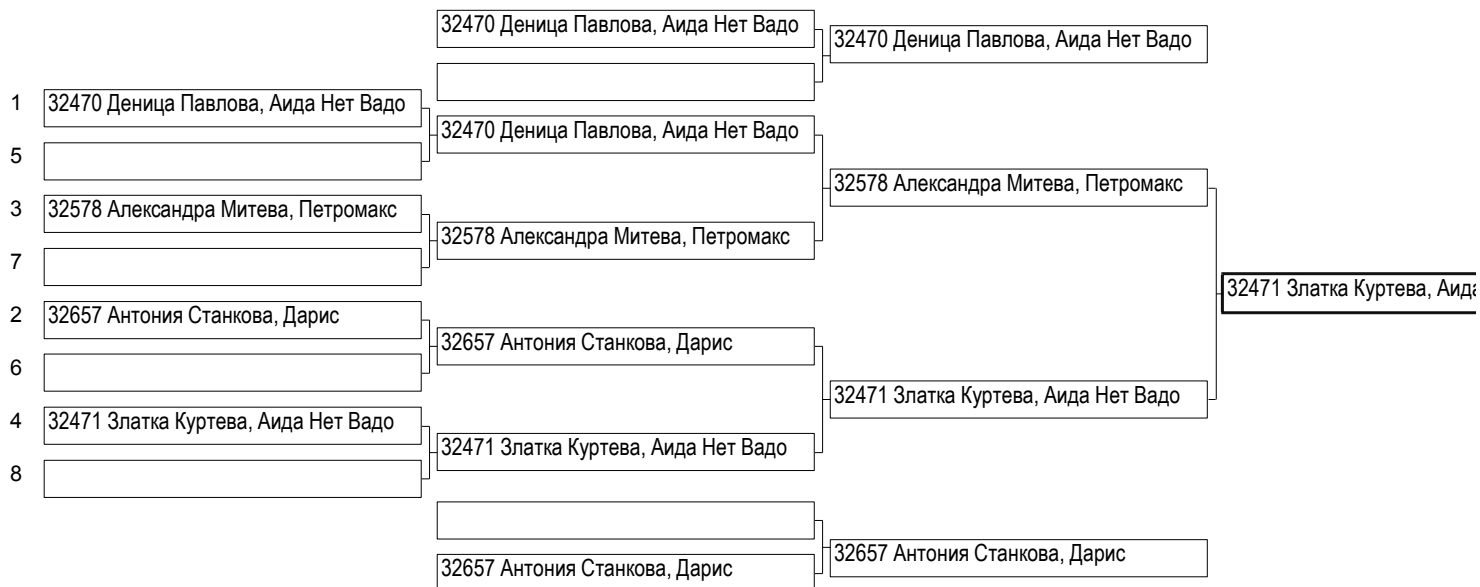 32470 Деница Павлова, Аида Нет Вадо
32470 Деница Павлова, Аида Нет Вадо
1 32470 Деница Павлова, Аида Нет Вадо
32470 Деница Павлова, Аида Нет Вадо
5
32578 Александра Митева, Петромакс
3 32578 Александра Митева, Петромакс
32578 Александра Митева, Петромакс
7
32471 Златка Куртева, Аида
2 32657 Антония Станкова, Дарис
32657 Антония Станкова, Дарис
6
32471 Златка Куртева, Аида Нет Вадо
4 32471 Златка Куртева, Аида Нет Вадо
32471 Златка Куртева, Аида Нет Вадо
8
32657 Антония Станкова, Дарис
32657 Антония Станкова, Дарис